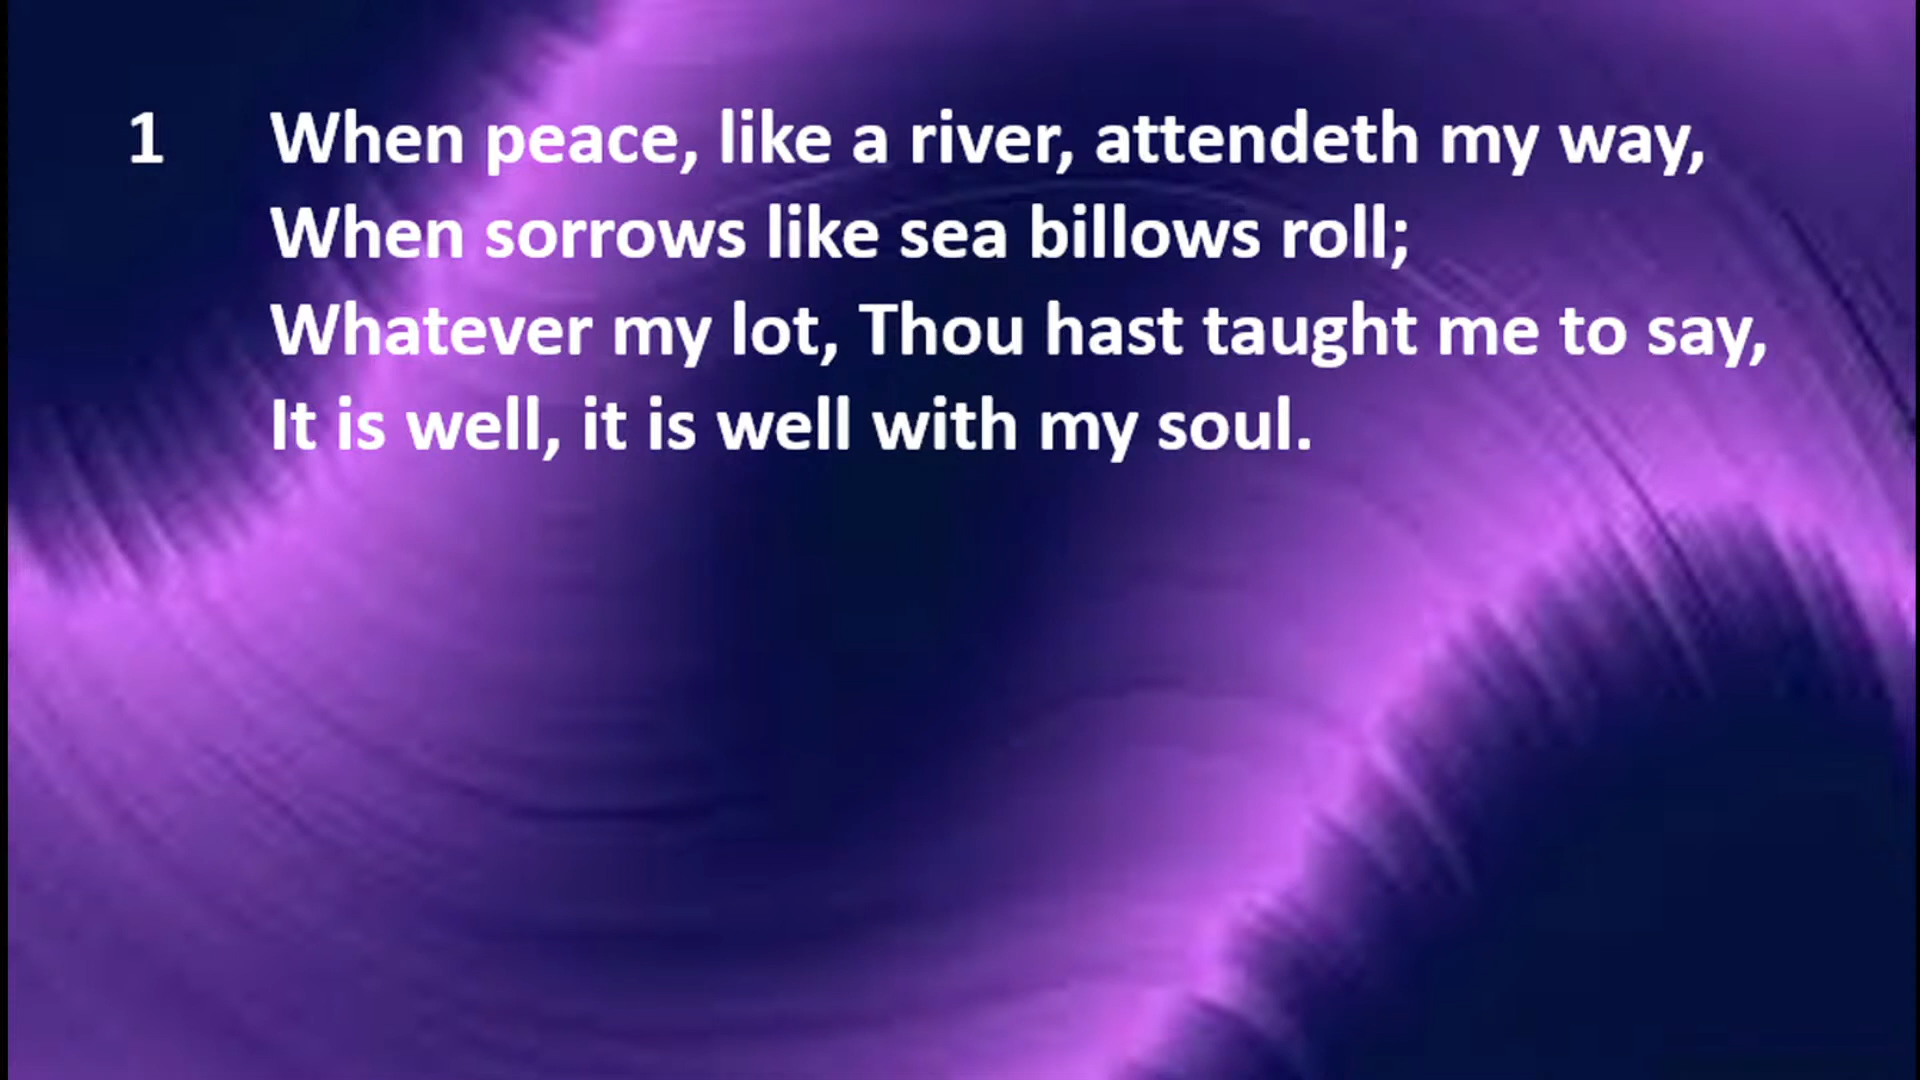 1 When peace, like a river, attendeth my way,
When sorrows like sea billows roll;
Whatever my lot, Thou hast taught me to say,
It is well, it is well with my soul.